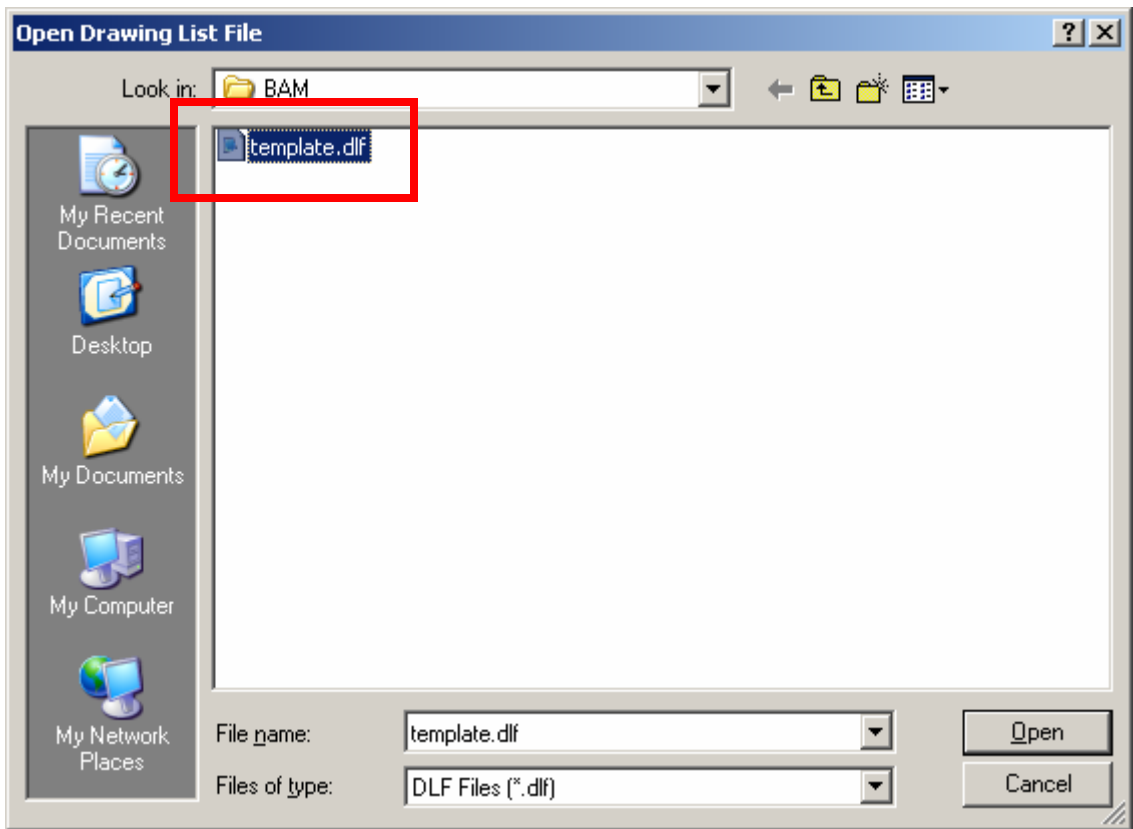 Open Drawing List File
Look in: BAM
template.dlf
My Recent
Documents
Desktop
My Documents
My Computer
My Network
Places
File name: template.dlf Open
Files of type: DLF Files (*.dlf) Cancel